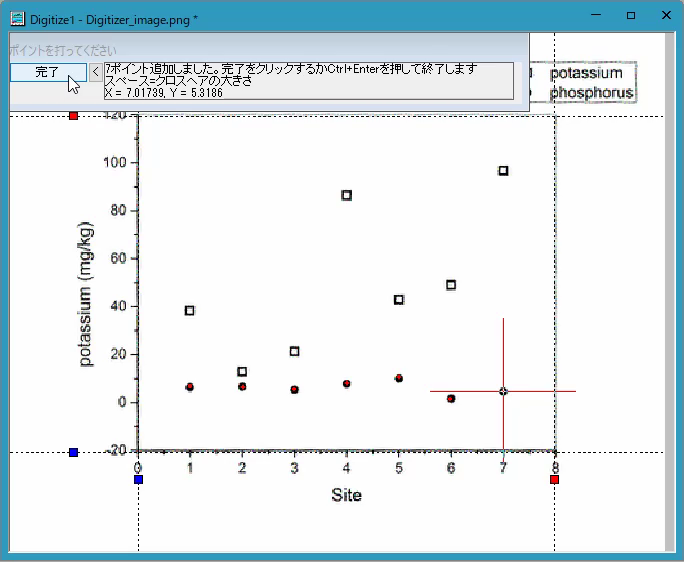 Digitize1 - Digitizer_image.png *
ポイントを打ってください
完了
<
7ポイント追加しました。完了をクリックするかCtrl+Enterを押して終了します
スペース=クロスヘアの大きさ
X = 7.01739, Y = 5.3186
potassium
phosphorus
120
100
80
60
40
20
0
-20
potassium (mg/kg)
0 1 2 3 4 5 6 7 8
Site